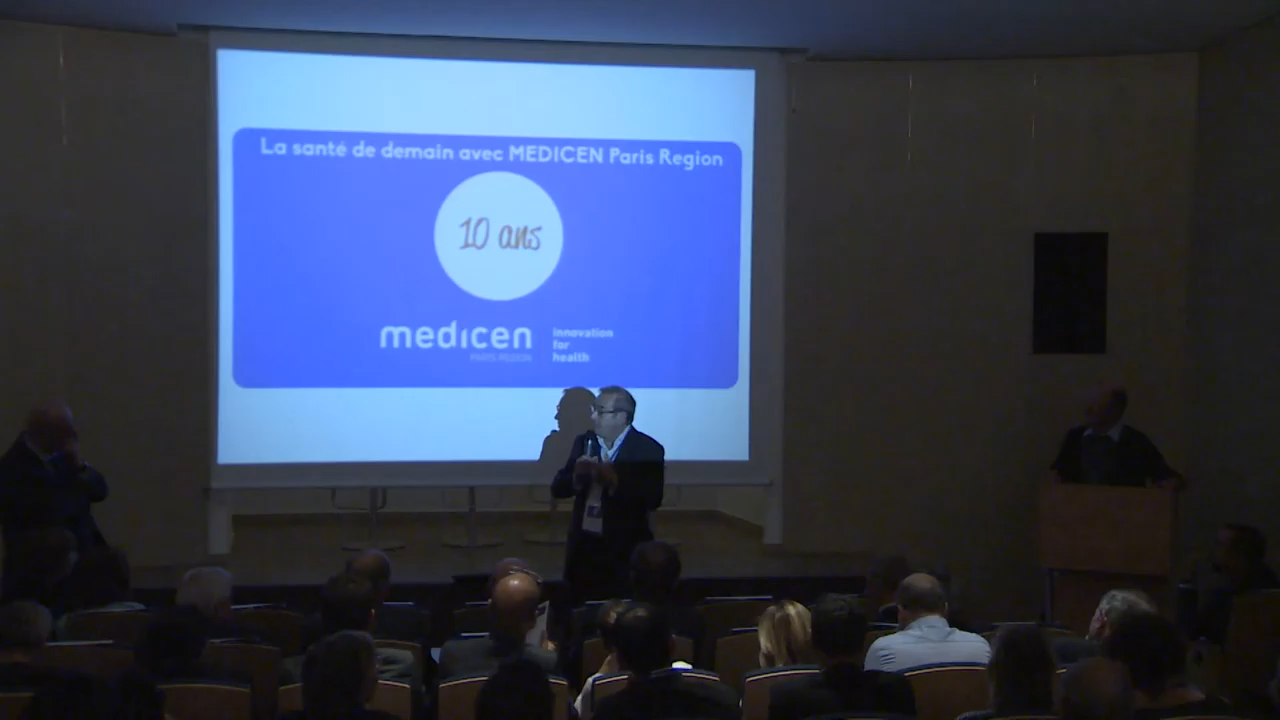 La santé de demain avec MEDICEN Paris Region
10 ans
medicen
PARIS REGION
innovation
for
health